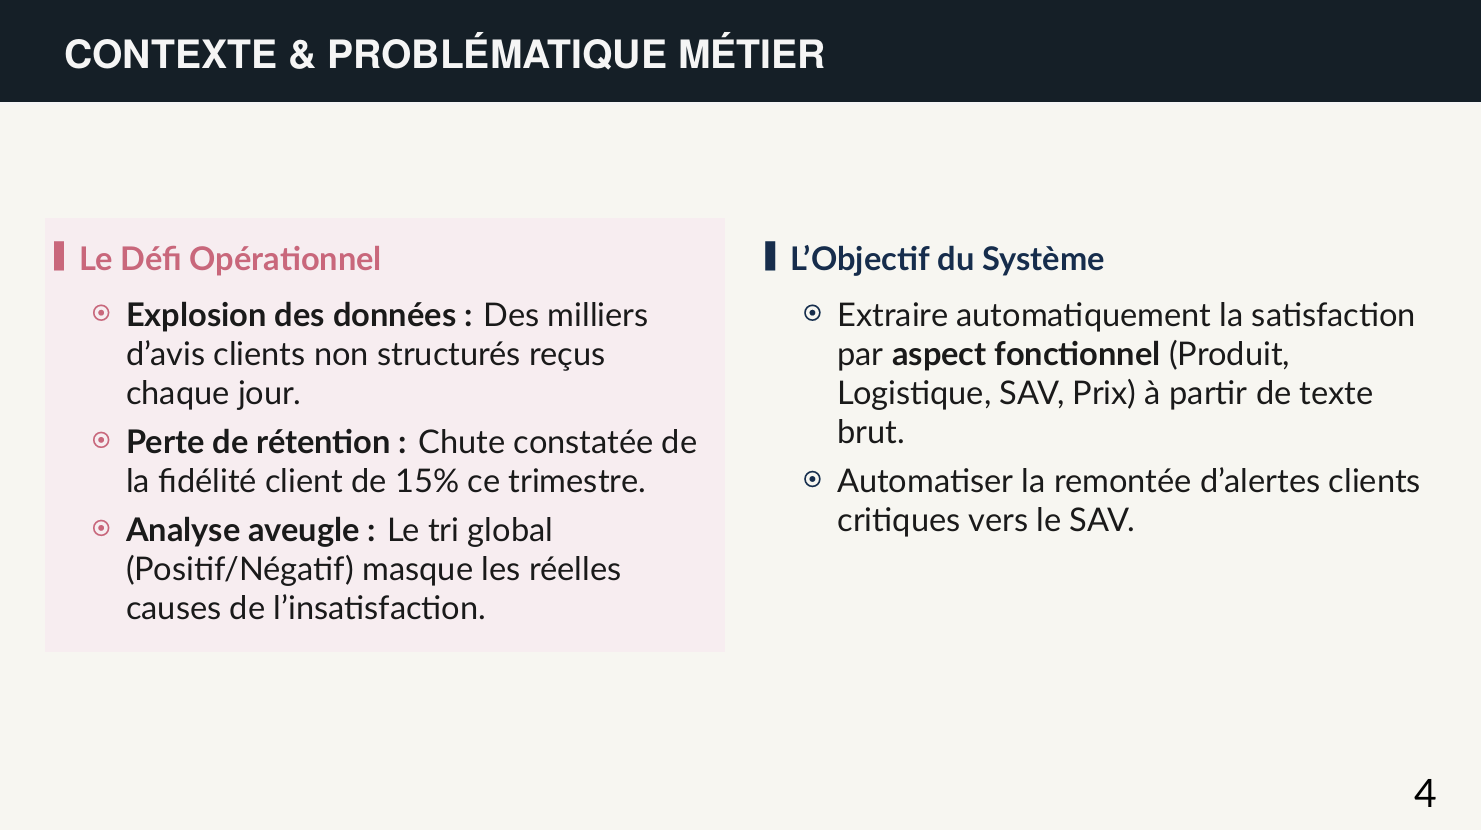 CONTEXTE & PROBLÉMATIQUE MÉTIER
Le Défi Opérationnel
Explosion des données : Des milliers
d’avis clients non structurés reçus
chaque jour.
Perte de rétention : Chute constatée de
la fidélité client de 15% ce trimestre.
Analyse aveugle : Le tri global
(Positif/Négatif) masque les réelles
causes de l’insatisfaction.
L’Objectif du Système
Extraire automatiquement la satisfaction
par aspect fonctionnel (Produit,
Logistique, SAV, Prix) à partir de texte
brut.
Automatiser la remontée d’alertes clients
critiques vers le SAV.
4